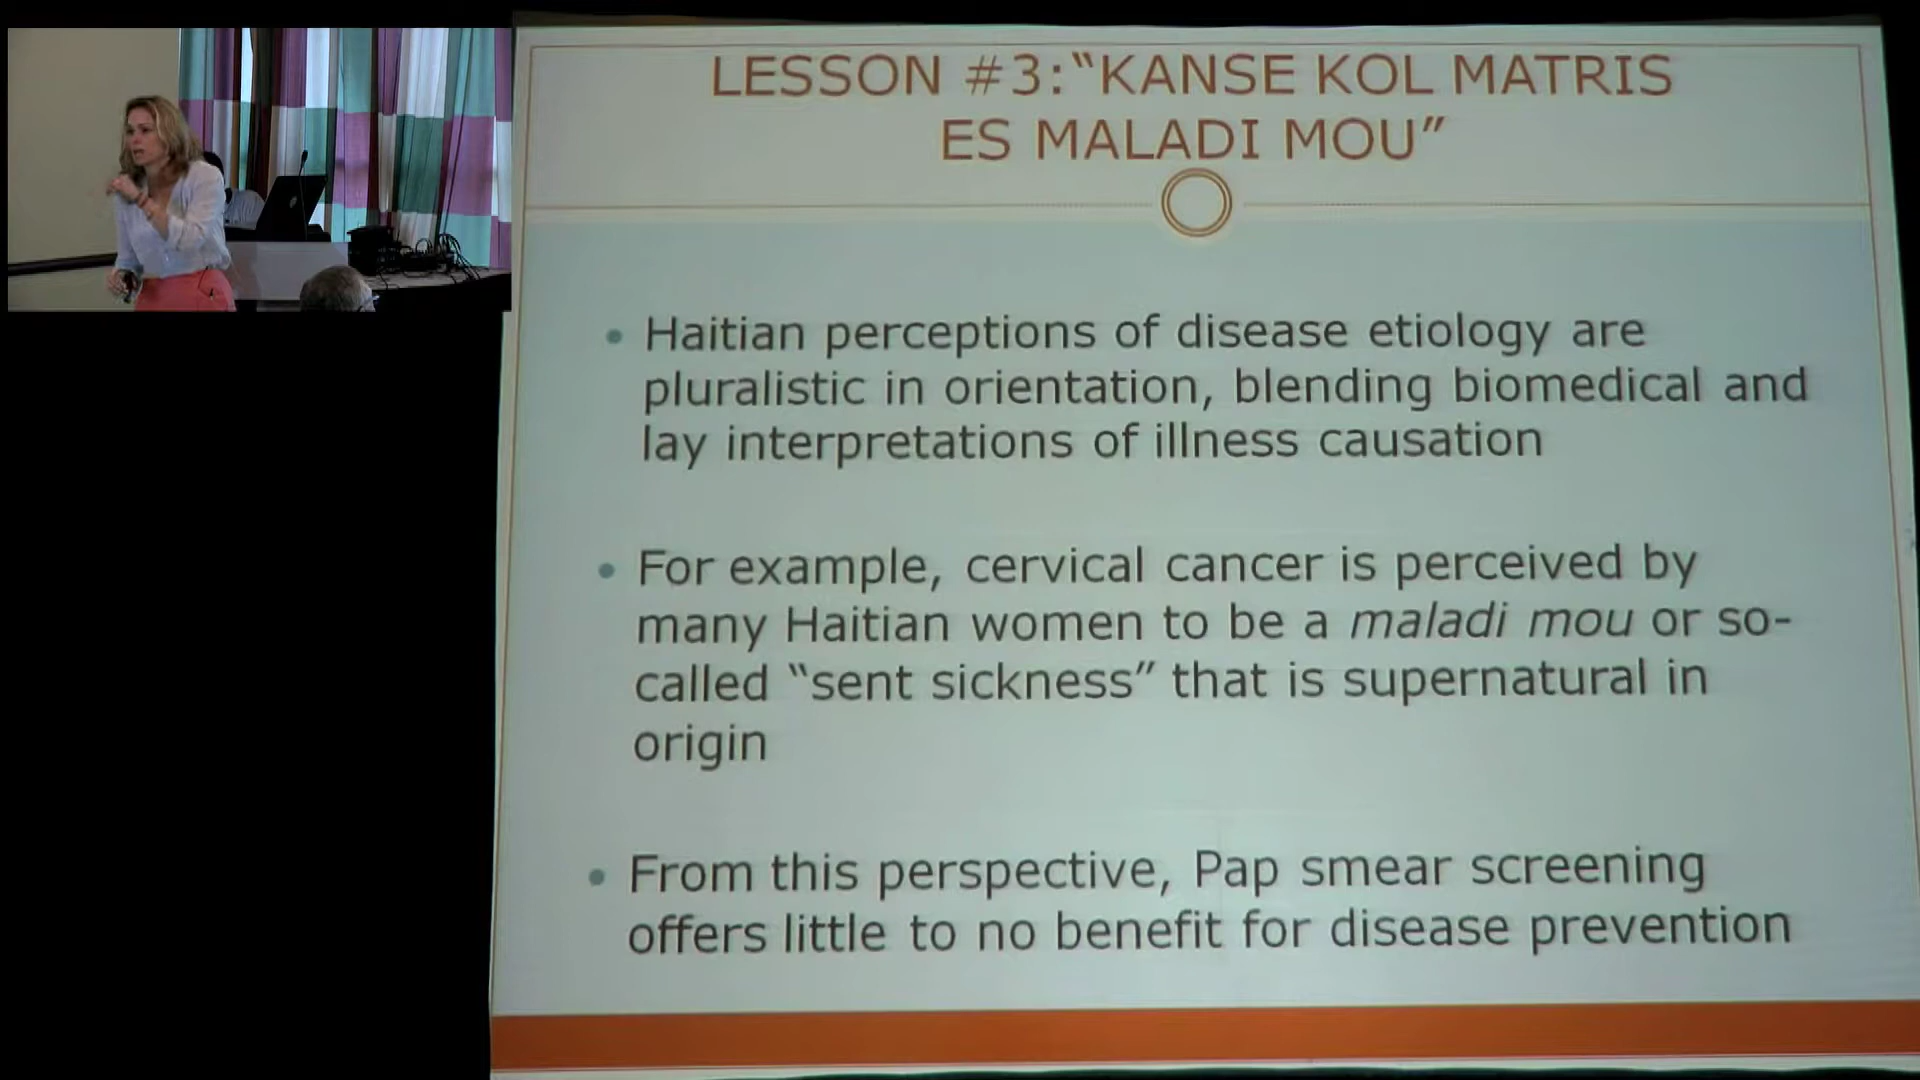 LESSON #3:“KANSE KOL MATRIS
ES MALADI MOU”
• Haitian perceptions of disease etiology are
pluralistic in orientation, blending biomedical and
lay interpretations of illness causation
• For example, cervical cancer is perceived by
many Haitian women to be a maladi mou or so-
called “sent sickness” that is supernatural in
origin
• From this perspective, Pap smear screening
offers little to no benefit for disease prevention